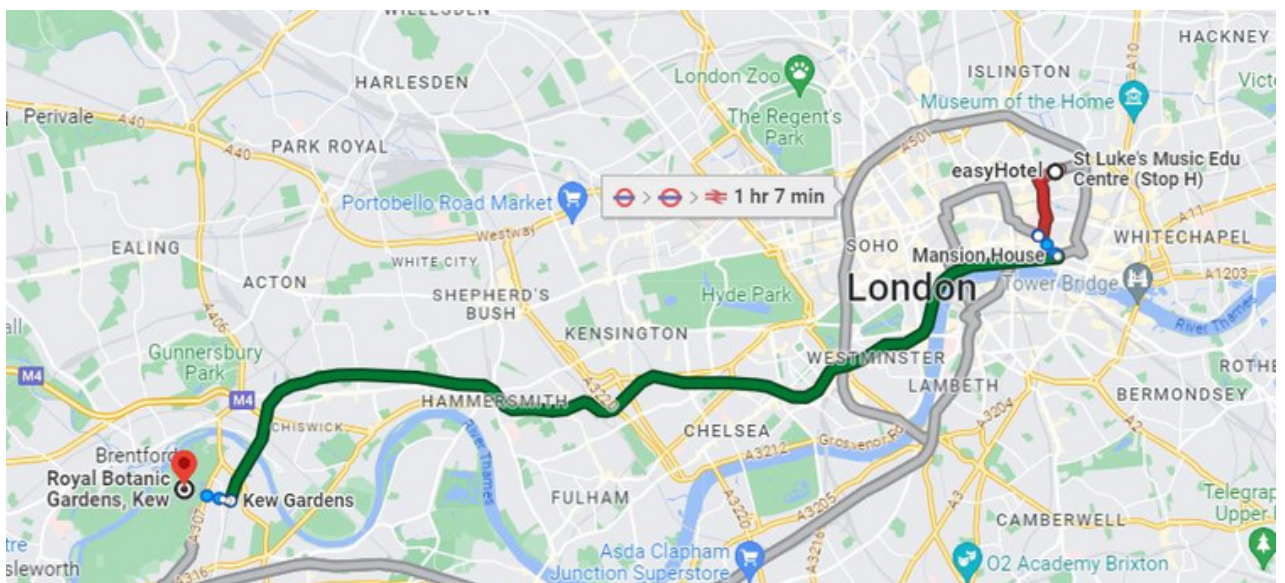 WILLESDEN
HACKNEY
London Zoo
ISLINGTON
HARLESDEN
Museum of the Home
Perivale
A40
The Regent's
Park
A10
A501
PARK ROYAL
A40
easyHotel
St Luke's Music Edu
Centre (Stop H)
1 hr 7 min
Portobello Road Market
A11
Westway
EALING
WHITE CITY
SOHO
Mansion House
WHITECHAPEL
ACTON
London
A1203
SHEPHERD'S
BUSH
Hyde Park
Tower Bridge
A406
KENSINGTON
River Thames
Gunnersbury
Park
WESTMINSTER
M4
LAMBETH
BERMONDSEY
M4
HAMMERSMITH
A3220
A3204
CHISWICK
CHELSEA
Grosvenor Rd
A2
A3212
Brentford
River Thames
Royal Botanic
Gardens, Kew
Kew Gardens
FULHAM
A3205
A3
A307
A3220
CAMBERWELL
A3216
Asda Clapham
Junction Superstore
O2 Academy Brixton
A316